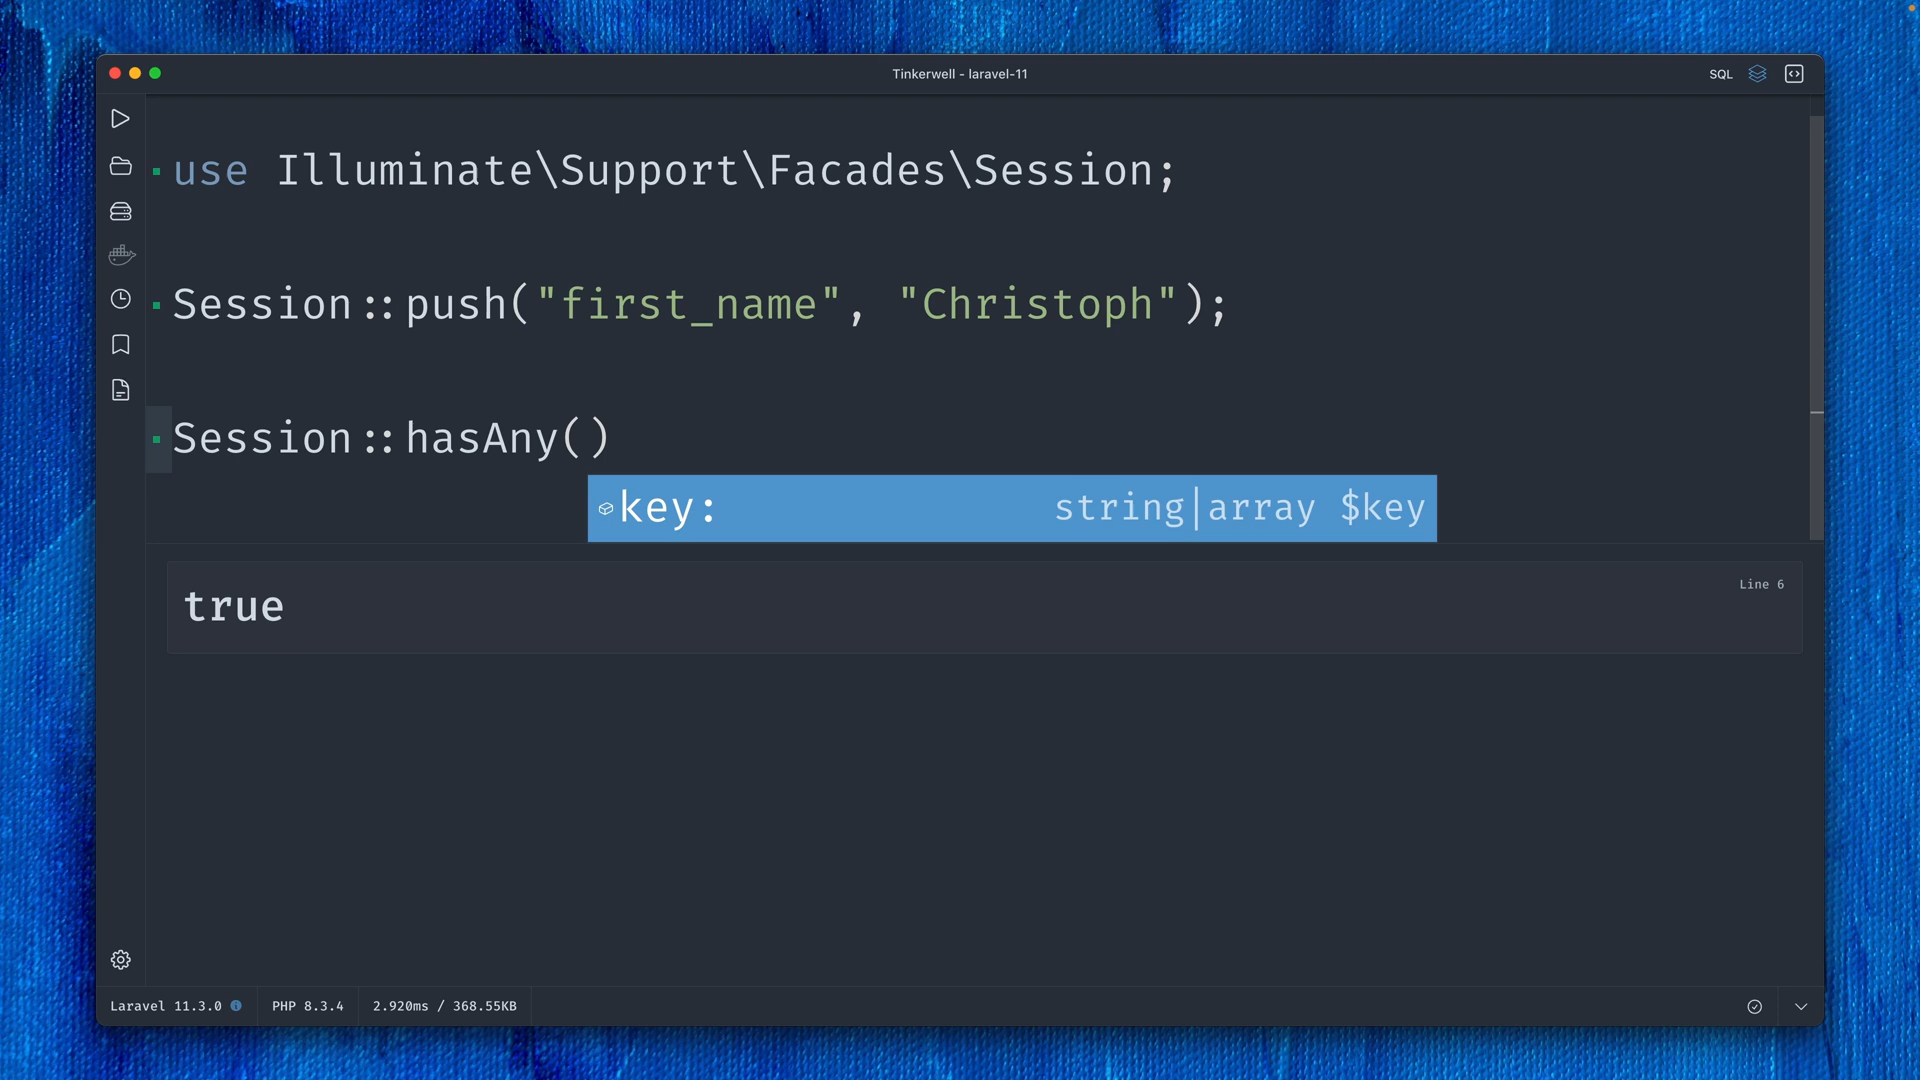 Tinkerwell - laravel-11
SQL
use Illuminate\Support\Facades\Session;
Session::push("first_name", "Christoph");
Session::hasAny()
key: string|array $key
Line 6
true
Laravel 11.3.0
PHP 8.3.4
2.920ms / 368.55KB